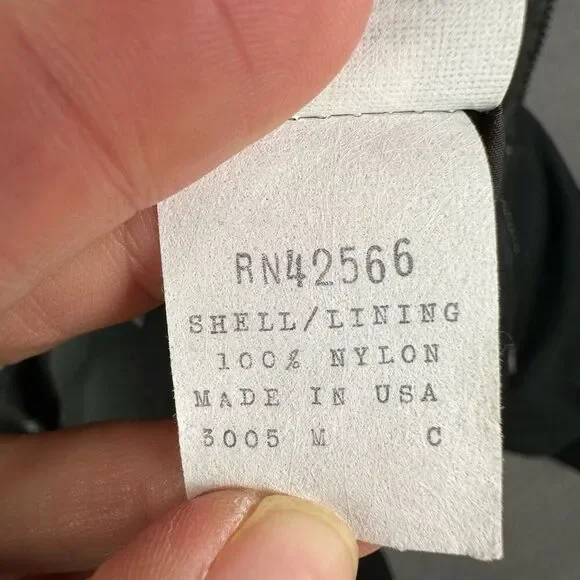 RN42566
SHELL/LINING
100% NYLON
MADE IN USA
3005 M C